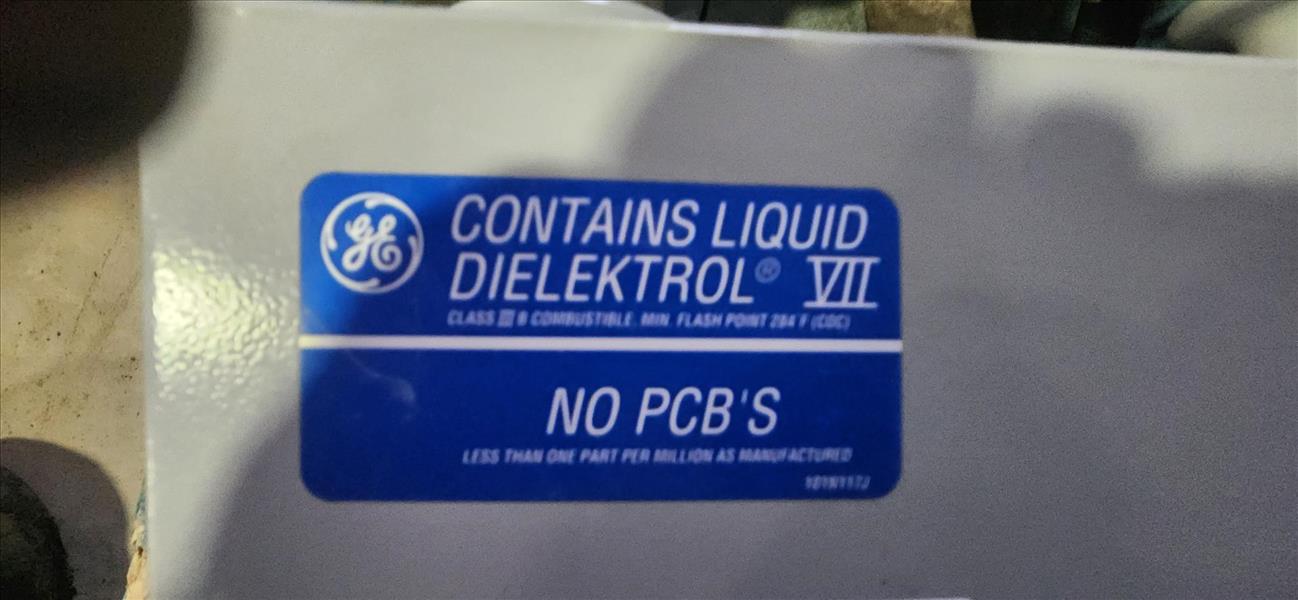 GE
CONTAINS LIQUID
DIELEKTROL® VII
CLASS III B COMBUSTIBLE. MIN. FLASH POINT 284 F (COC)
NO PCB'S
LESS THAN ONE PART PER MILLION AS MANUFACTURED